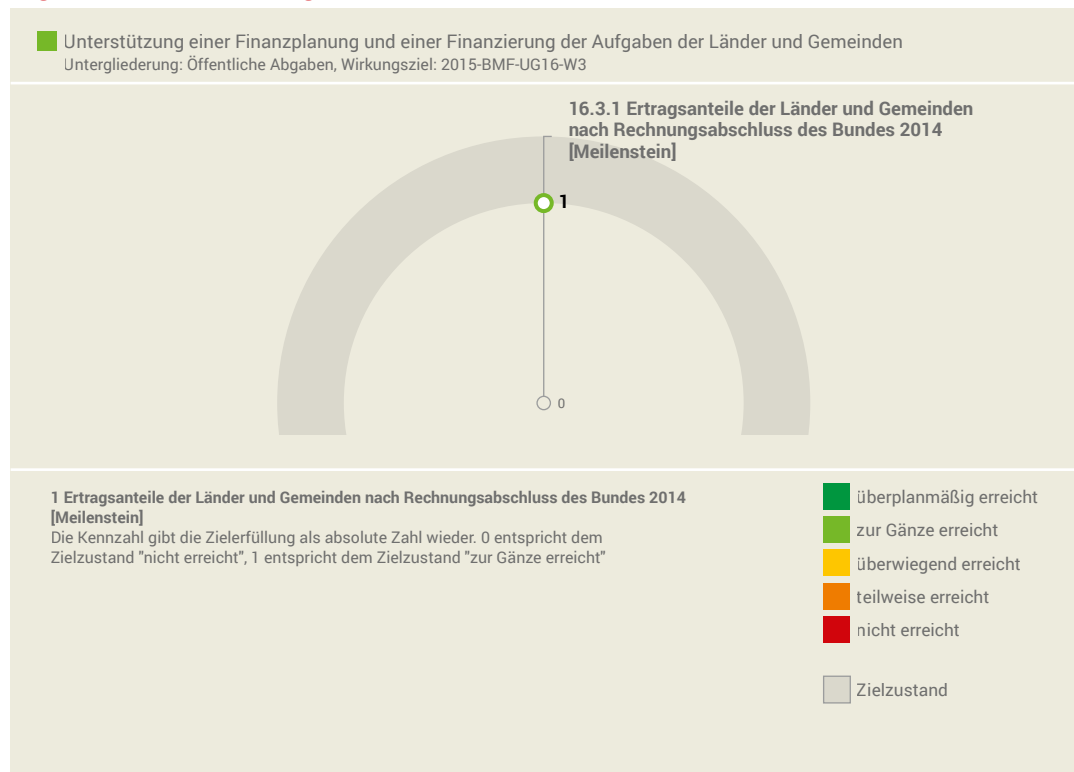 Unterstützung einer Finanzplanung und einer Finanzierung der Aufgaben der Länder und Gemeinden
Untergliederung: Öffentliche Abgaben, Wirkungsziel: 2015-BMF-UG16-W3
16.3.1 Ertragsanteile der Länder und Gemeinden
nach Rechnungsabschluss des Bundes 2014
[Meilenstein]
1
0
1 Ertragsanteile der Länder und Gemeinden nach Rechnungsabschluss des Bundes 2014
[Meilenstein]
Die Kennzahl gibt die Zielerfüllung als absolute Zahl wieder. 0 entspricht dem
Zielzustand "nicht erreicht", 1 entspricht dem Zielzustand "zur Gänze erreicht"
überplanmäßig erreicht
zur Gänze erreicht
überwiegend erreicht
teilweise erreicht
nicht erreicht
Zielzustand